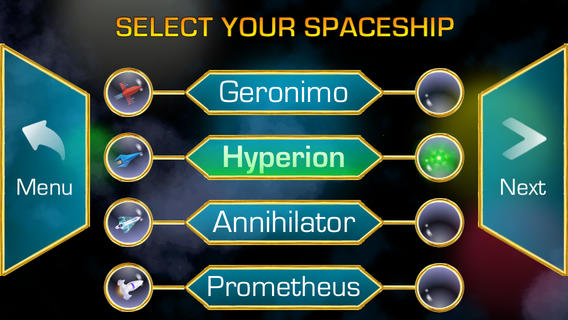 SELECT YOUR SPACESHIP
Geronimo
Hyperion
Annihilator
Prometheus
Menu
Next